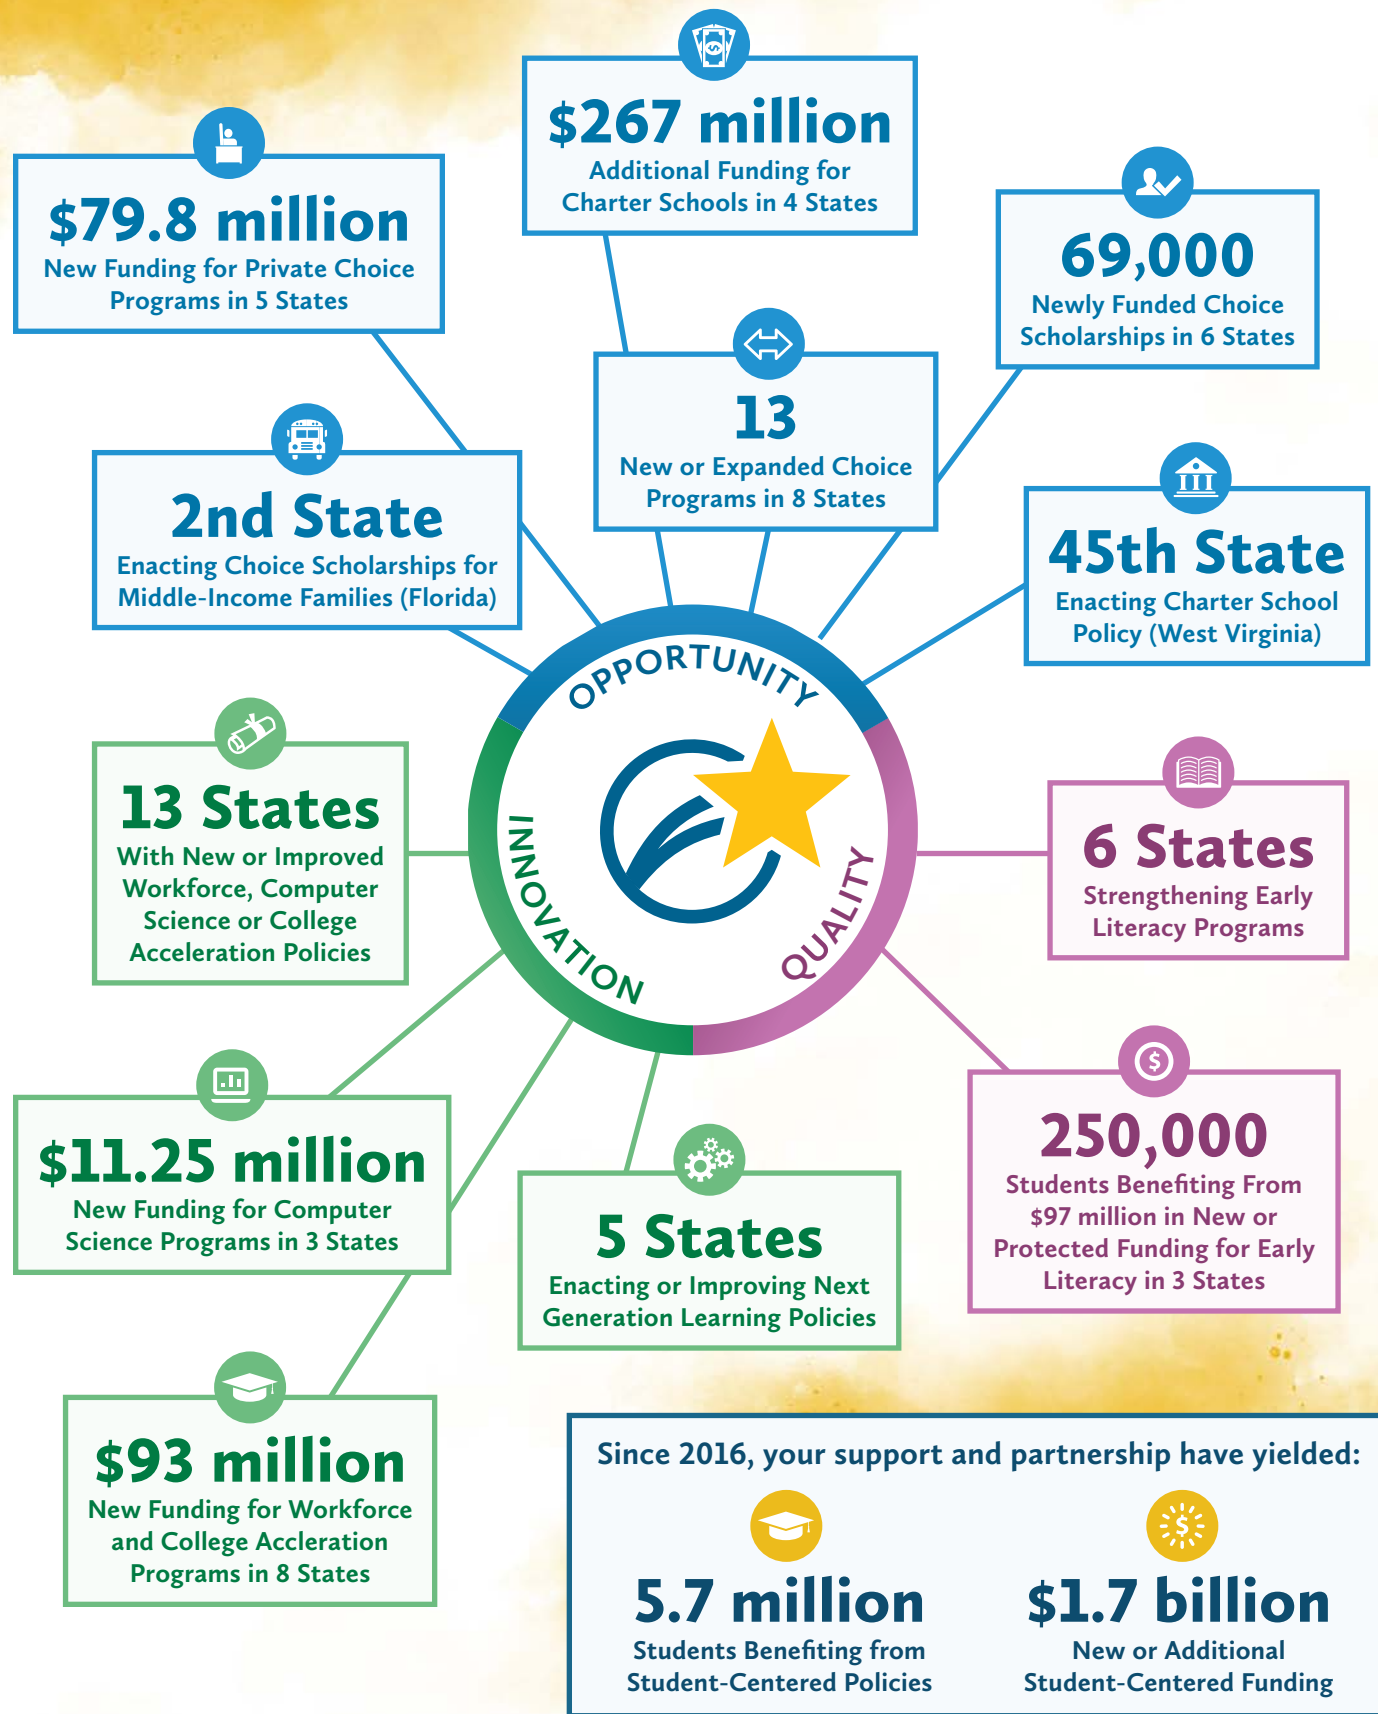 $267 million
Additional Funding for
Charter Schools in 4 States
$79.8 million
New Funding for Private Choice
Programs in 5 States
69,000
Newly Funded Choice
Scholarships in 6 States
13
New or Expanded Choice
Programs in 8 States
2nd State
Enacting Choice Scholarships for
Middle-Income Families (Florida)
45th State
Enacting Charter School
Policy (West Virginia)
OPPORTUNITY
INNOVATION
QUALITY
13 States
With New or Improved
Workforce, Computer
Science or College
Acceleration Policies
6 States
Strengthening Early
Literacy Programs
$11.25 million
New Funding for Computer
Science Programs in 3 States
5 States
Enacting or Improving Next
Generation Learning Policies
250,000
Students Benefiting From
$97 million in New or
Protected Funding for Early
Literacy in 3 States
$93 million
New Funding for Workforce
and College Accleration
Programs in 8 States
Since 2016, your support and partnership have yielded:
5.7 million
Students Benefiting from
Student-Centered Policies
$1.7 billion
New or Additional
Student-Centered Funding